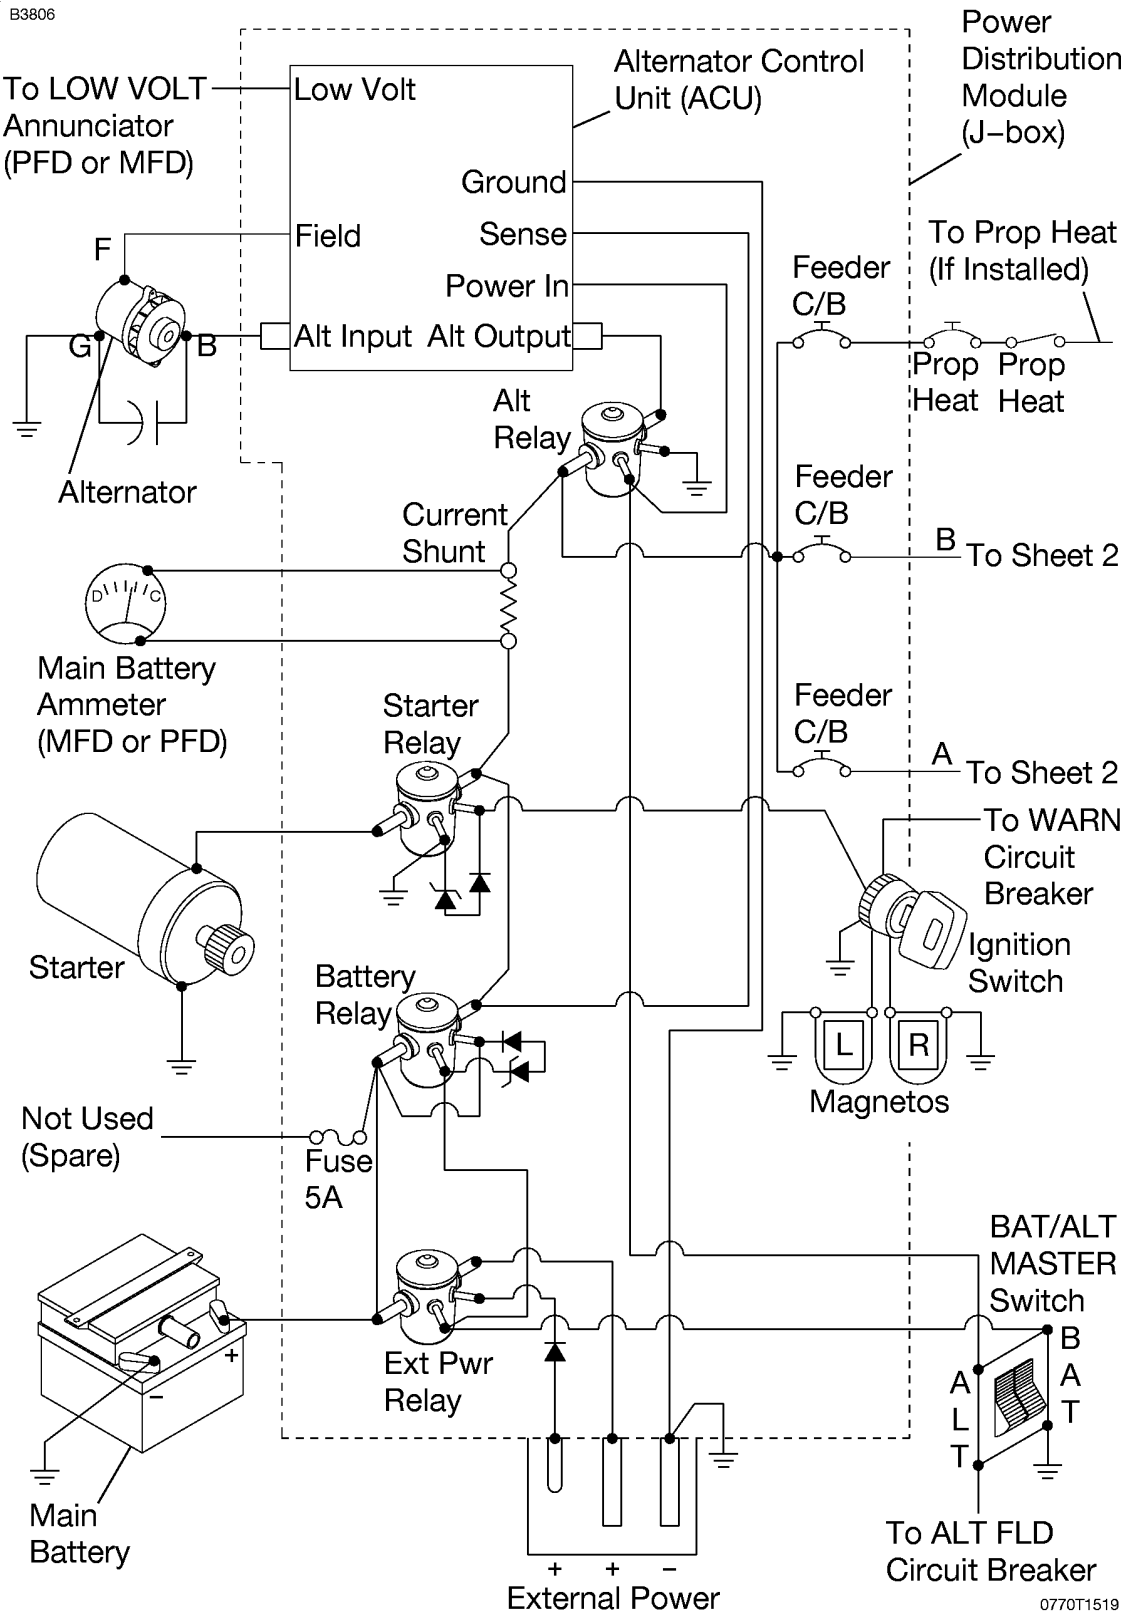 B3806
Power
Distribution
Module
(J-box)
Alternator Control
Unit (ACU)
To LOW VOLT
Annunciator
(PFD or MFD)
Low Volt
Ground
Field
Sense
Power In
Alt Input
Alt Output
F
G
B
Alternator
To Prop Heat
(If Installed)
Feeder
C/B
Prop
Heat
Prop
Heat
Alt
Relay
Feeder
C/B
B
To Sheet 2
Current
Shunt
D
C
Main Battery
Ammeter
(MFD or PFD)
Starter
Relay
Feeder
C/B
A
To Sheet 2
To WARN
Circuit
Breaker
Ignition
Switch
Starter
Battery
Relay
L
R
Magnetos
Not Used
(Spare)
Fuse
5A
BAT/ALT
MASTER
Switch
B
A
T
A
L
T
Ext Pwr
Relay
+
−
Main
Battery
To ALT FLD
Circuit Breaker
+
+
−
External Power
0770T1519